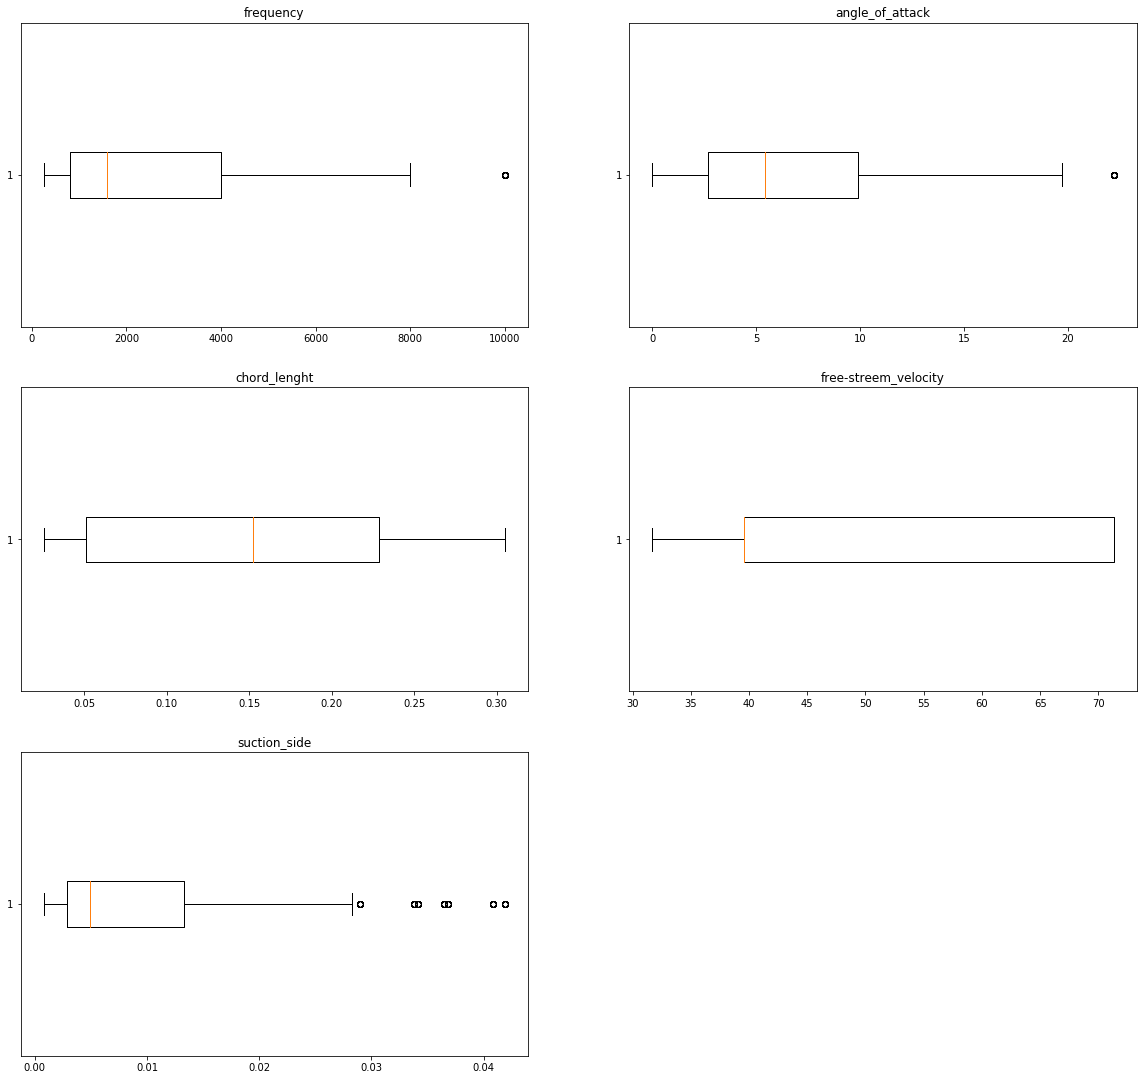 frequency
1
0 2000 4000 6000 8000 10000
angle_of_attack
1
0 5 10 15 20
chord_lenght
1
0.05 0.10 0.15 0.20 0.25 0.30
free-streem_velocity
1
30 35 40 45 50 55 60 65 70
suction_side
1
0.00 0.01 0.02 0.03 0.04